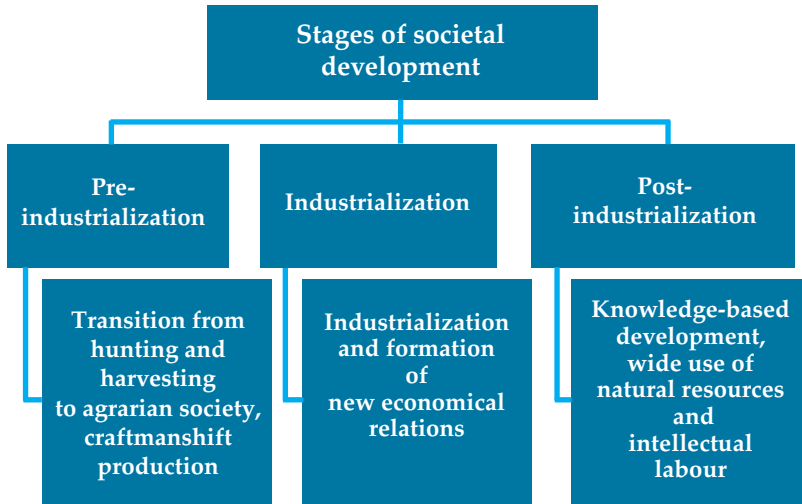 Stages of societal
development
Pre-
industrialization
Industrialization
Post-
industrialization
Transition from
hunting and
harvesting
to agrarian society,
craftmanshift
production
Industrialization
and formation
of
new economical
relations
Knowledge-based
development,
wide use of
natural resources
and
intellectual
labour